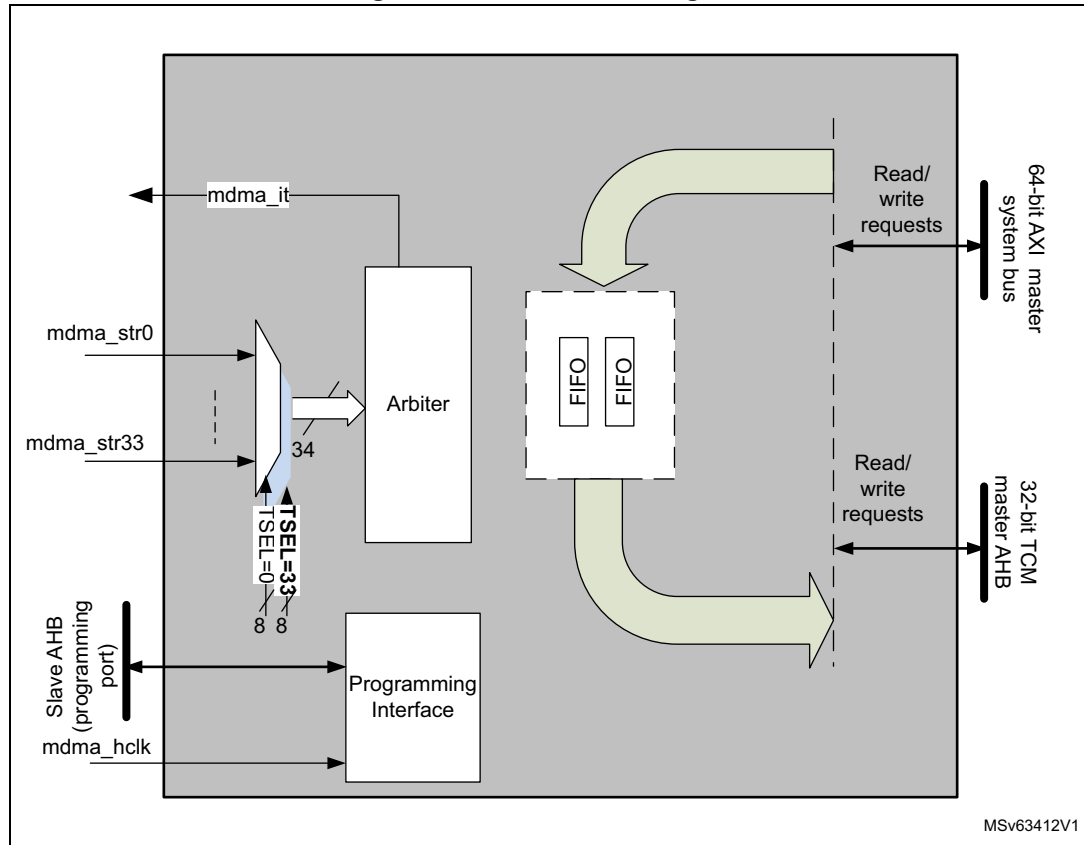 mdma_it
Read/
write
requests
64-bit AXI master
system bus
mdma_str0
mdma_str33
34
Arbiter
FIFO
FIFO
TSEL=0
TSEL=33
8
8
Read/
write
requests
32-bit TCM
master AHB
Slave AHB
(programming
port)
mdma_hclk
Programming
Interface
MSv63412V1